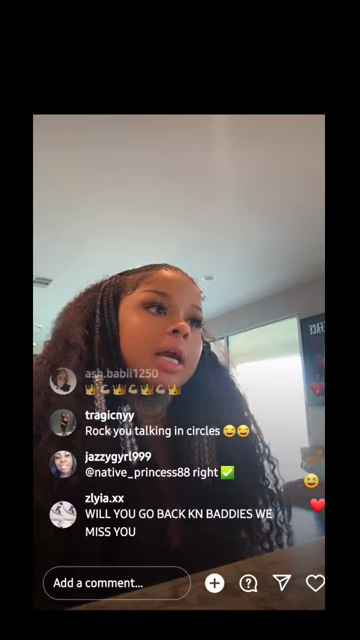 FACE
ash.babii1250
👑💪🏽👑💪🏽👑💪🏽👑
tragicnyy
Rock you talking in circles 😅😅
jazzygyrl999
@native_princess88 right ✅
zlyia.xx
WILL YOU GO BACK KN BADDIES WE
MISS YOU
Add a comment...